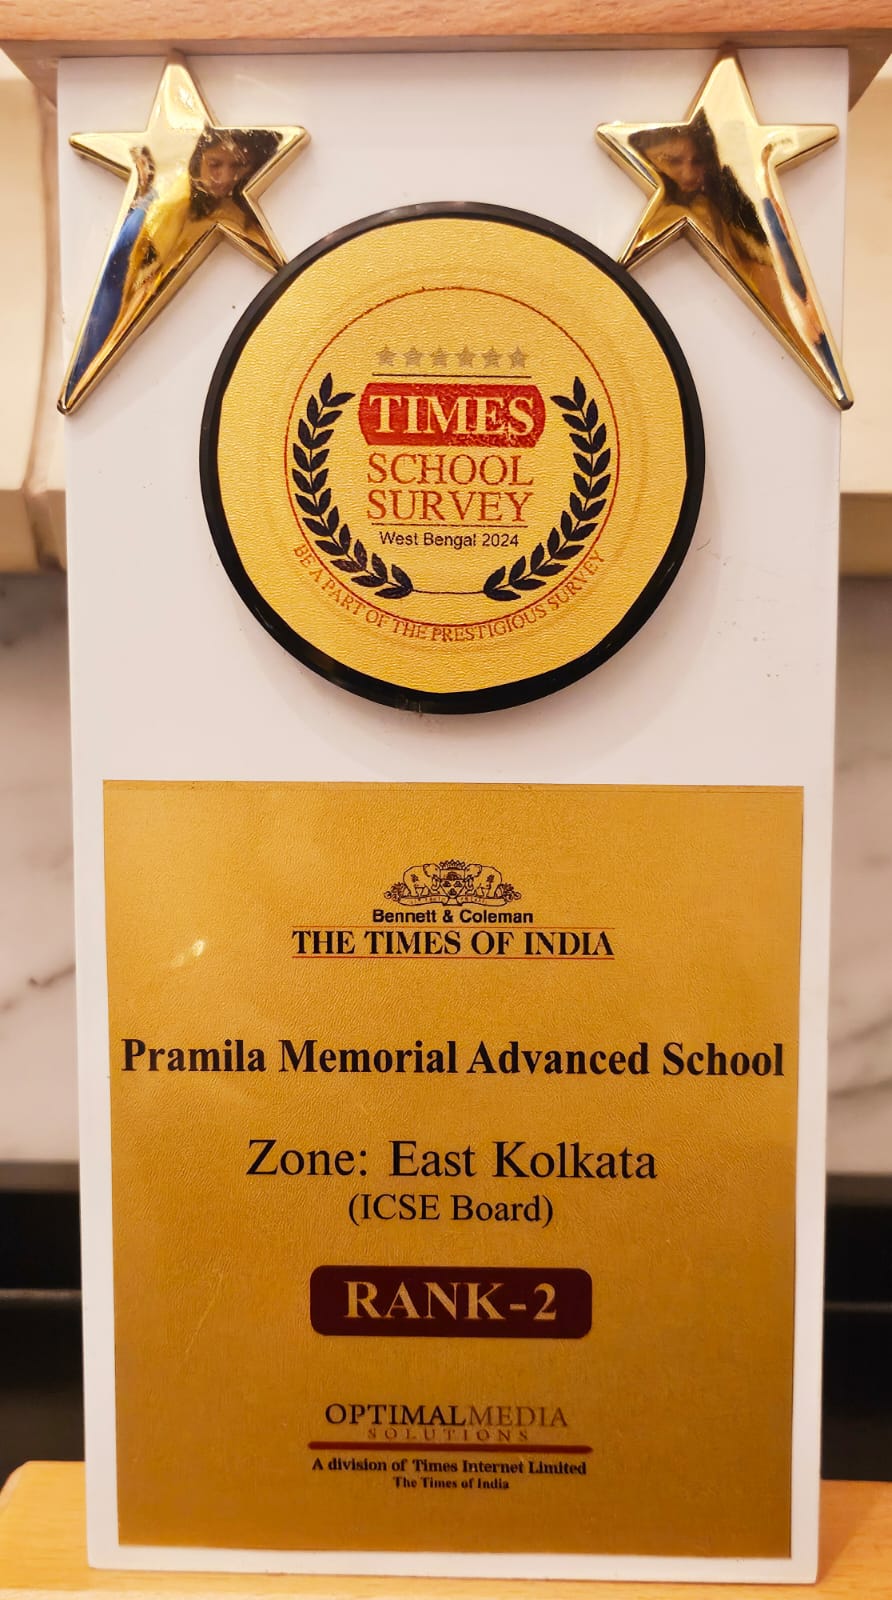 TIMES
SCHOOL
SURVEY
West Bengal 2024
BE A PART OF THE PRESTIGIOUS SURVEY
Bennett & Coleman
THE TIMES OF INDIA
Pramila Memorial Advanced School
Zone: East Kolkata
(ICSE Board)
RANK-2
OPTIMALMEDIA
SOLUTIONS
A division of Times Internet Limited
The Times of India